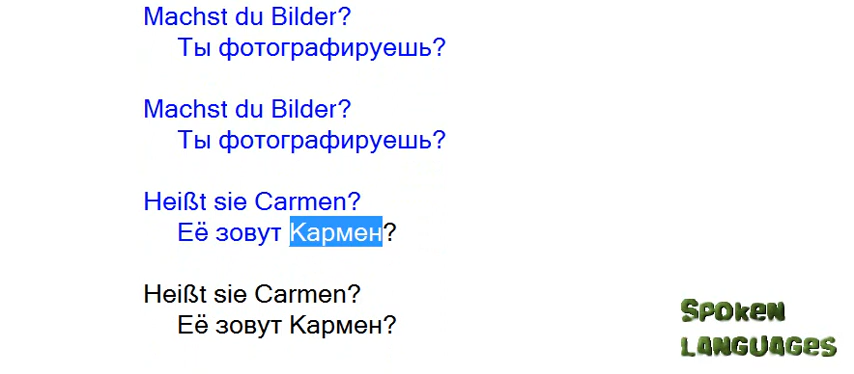 Machst du Bilder?
Ты фотографируешь?
Machst du Bilder?
Ты фотографируешь?
Heißt sie Carmen?
Её зовут Кармен?
Heißt sie Carmen?
Её зовут Кармен?
Spoken
Languages